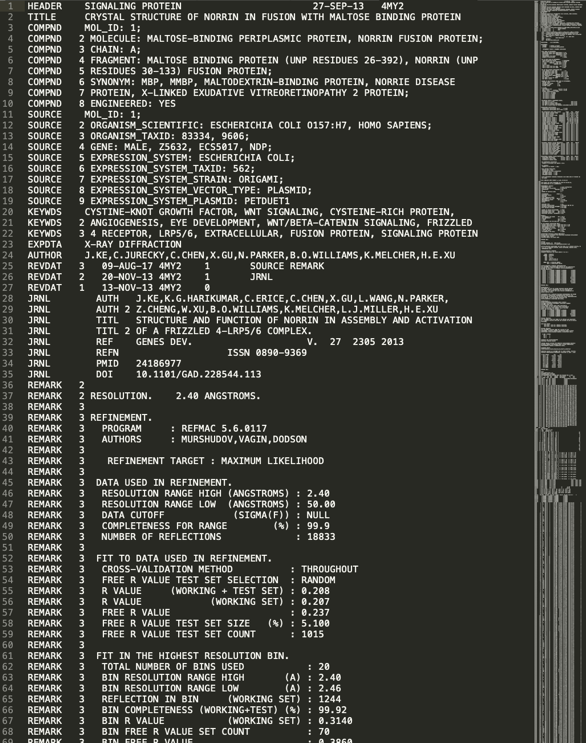 1 HEADER    SIGNALING PROTEIN                       27-SEP-13   4MY2
2 TITLE     CRYSTAL STRUCTURE OF NORRIN IN FUSION WITH MALTOSE BINDING PROTEIN
3 COMPND    MOL_ID: 1;
4 COMPND   2 MOLECULE: MALTOSE-BINDING PERIPLASMIC PROTEIN, NORRIN FUSION PROTEIN;
5 COMPND   3 CHAIN: A;
6 COMPND   4 FRAGMENT: MALTOSE BINDING PROTEIN (UNP RESIDUES 26-392), NORRIN (UNP
7 COMPND   5 RESIDUES 30-133) FUSION PROTEIN;
8 COMPND   6 SYNONYM: MBP, MMBP, MALTODEXTRIN-BINDING PROTEIN, NORRIE DISEASE
9 COMPND   7 PROTEIN, X-LINKED EXUDATIVE VITREORETINOPATHY 2 PROTEIN;
10 COMPND   8 ENGINEERED: YES
11 SOURCE    MOL_ID: 1;
12 SOURCE   2 ORGANISM_SCIENTIFIC: ESCHERICHIA COLI O157:H7, HOMO SAPIENS;
13 SOURCE   3 ORGANISM_TAXID: 83334, 9606;
14 SOURCE   4 GENE: MALE, Z5632, ECS5017, NDP;
15 SOURCE   5 EXPRESSION_SYSTEM: ESCHERICHIA COLI;
16 SOURCE   6 EXPRESSION_SYSTEM_TAXID: 562;
17 SOURCE   7 EXPRESSION_SYSTEM_STRAIN: ORIGAMI;
18 SOURCE   8 EXPRESSION_SYSTEM_VECTOR_TYPE: PLASMID;
19 SOURCE   9 EXPRESSION_SYSTEM_PLASMID: PETDUET1
20 KEYWDS    CYSTINE-KNOT GROWTH FACTOR, WNT SIGNALING, CYSTEINE-RICH PROTEIN,
21 KEYWDS   2 ANGIOGENESIS, EYE DEVELOPMENT, WNT/BETA-CATENIN SIGNALING, FRIZZLED
22 KEYWDS   3 4 RECEPTOR, LRP5/6, EXTRACELLULAR, FUSION PROTEIN, SIGNALING PROTEIN
23 EXPDTA    X-RAY DIFFRACTION
24 AUTHOR    J.KE,C.JURECKY,C.CHEN,X.GU,N.PARKER,B.O.WILLIAMS,K.MELCHER,H.E.XU
25 REVDAT   3   09-AUG-17 4MY2    1       SOURCE REMARK
26 REVDAT   2   20-NOV-13 4MY2    1       JRNL
27 REVDAT   1   13-NOV-13 4MY2    0
28 JRNL        AUTH   J.KE,K.G.HARIKUMAR,C.ERICE,C.CHEN,X.GU,L.WANG,N.PARKER,
29 JRNL        AUTH 2 Z.CHENG,W.XU,B.O.WILLIAMS,K.MELCHER,L.J.MILLER,H.E.XU
30 JRNL        TITL   STRUCTURE AND FUNCTION OF NORRIN IN ASSEMBLY AND ACTIVATION
31 JRNL        TITL 2 OF A FRIZZLED 4-LRP5/6 COMPLEX.
32 JRNL        REF    GENES DEV.                    V.  27  2305 2013
33 JRNL        REFN                   ISSN 0890-9369
34 JRNL        PMID   24186977
35 JRNL        DOI    10.1101/GAD.228544.113
36 REMARK   2
37 REMARK   2 RESOLUTION.    2.40 ANGSTROMS.
38 REMARK   3
39 REMARK   3 REFINEMENT.
40 REMARK   3   PROGRAM     : REFMAC 5.6.0117
41 REMARK   3   AUTHORS     : MURSHUDOV,VAGIN,DODSON
42 REMARK   3
43 REMARK   3    REFINEMENT TARGET : MAXIMUM LIKELIHOOD
44 REMARK   3
45 REMARK   3  DATA USED IN REFINEMENT.
46 REMARK   3   RESOLUTION RANGE HIGH (ANGSTROMS) : 2.40
47 REMARK   3   RESOLUTION RANGE LOW  (ANGSTROMS) : 50.00
48 REMARK   3   DATA CUTOFF            (SIGMA(F)) : NULL
49 REMARK   3   COMPLETENESS FOR RANGE        (%) : 99.9
50 REMARK   3   NUMBER OF REFLECTIONS             : 18833
51 REMARK   3
52 REMARK   3  FIT TO DATA USED IN REFINEMENT.
53 REMARK   3   CROSS-VALIDATION METHOD          : THROUGHOUT
54 REMARK   3   FREE R VALUE TEST SET SELECTION  : RANDOM
55 REMARK   3   R VALUE     (WORKING + TEST SET) : 0.208
56 REMARK   3   R VALUE            (WORKING SET) : 0.207
57 REMARK   3   FREE R VALUE                     : 0.237
58 REMARK   3   FREE R VALUE TEST SET SIZE   (%) : 5.100
59 REMARK   3   FREE R VALUE TEST SET COUNT      : 1015
60 REMARK   3
61 REMARK   3  FIT IN THE HIGHEST RESOLUTION BIN.
62 REMARK   3   TOTAL NUMBER OF BINS USED           : 20
63 REMARK   3   BIN RESOLUTION RANGE HIGH       (A) : 2.40
64 REMARK   3   BIN RESOLUTION RANGE LOW        (A) : 2.46
65 REMARK   3   REFLECTION IN BIN     (WORKING SET) : 1244
66 REMARK   3   BIN COMPLETENESS (WORKING+TEST) (%) : 99.92
67 REMARK   3   BIN R VALUE           (WORKING SET) : 0.3140
68 REMARK   3   BIN FREE R VALUE SET COUNT          : 70
69 REMARK   3   BIN FREE R VALUE                    : 0.3860